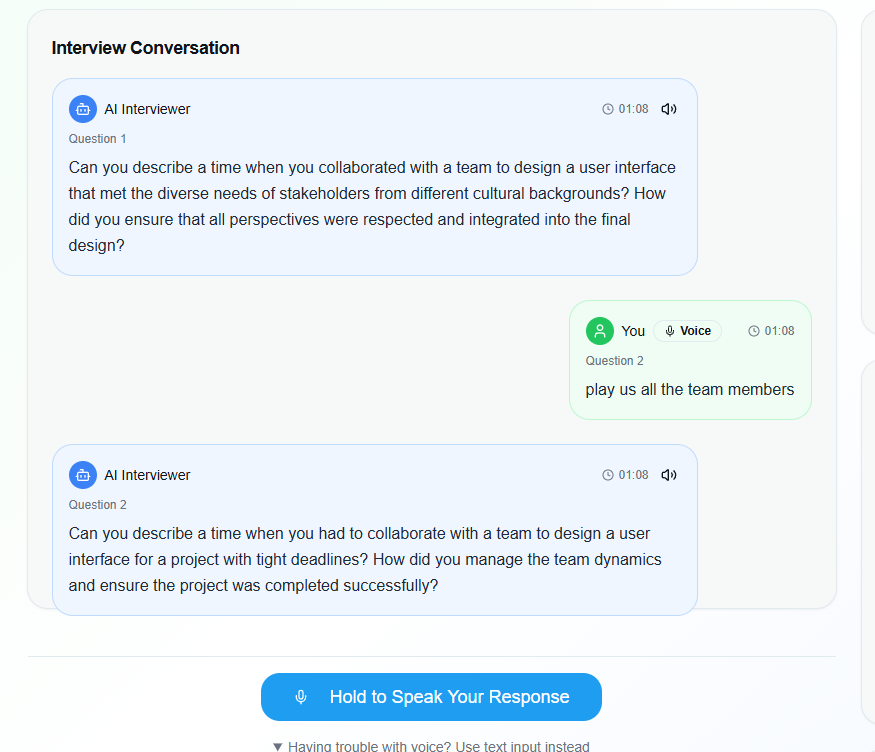 Interview Conversation
AI Interviewer
01:08
Question 1
Can you describe a time when you collaborated with a team to design a user interface
that met the diverse needs of stakeholders from different cultural backgrounds? How
did you ensure that all perspectives were respected and integrated into the final
design?
You
Voice
01:08
Question 2
play us all the team members
AI Interviewer
01:08
Question 2
Can you describe a time when you had to collaborate with a team to design a user
interface for a project with tight deadlines? How did you manage the team dynamics
and ensure the project was completed successfully?
Hold to Speak Your Response
▼ Having trouble with voice? Use text input instead